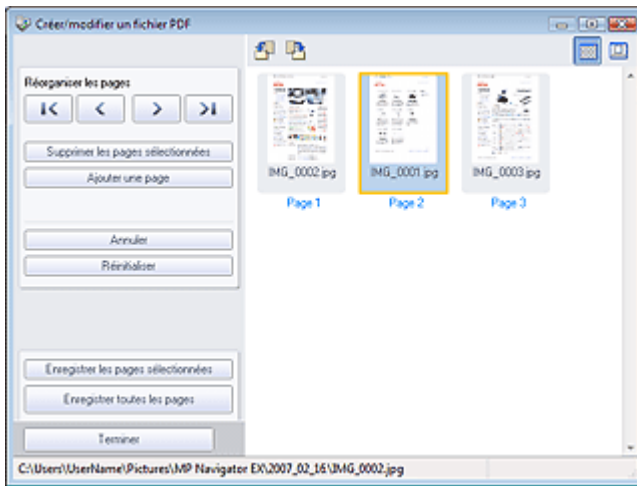 Créer/modifier un fichier PDF
Réorganiser les pages
Supprimer les pages sélectionnées
Ajouter une page
Annuler
Réinitialiser
Enregistrer les pages sélectionnées
Enregistrer toutes les pages
Terminer
IMG_0002.jpg IMG_0001.jpg IMG_0003.jpg
Page 1 Page 2 Page 3
C:\Users\UserName\Pictures\MP Navigator EX\2007_02_16\IMG_0002.jpg